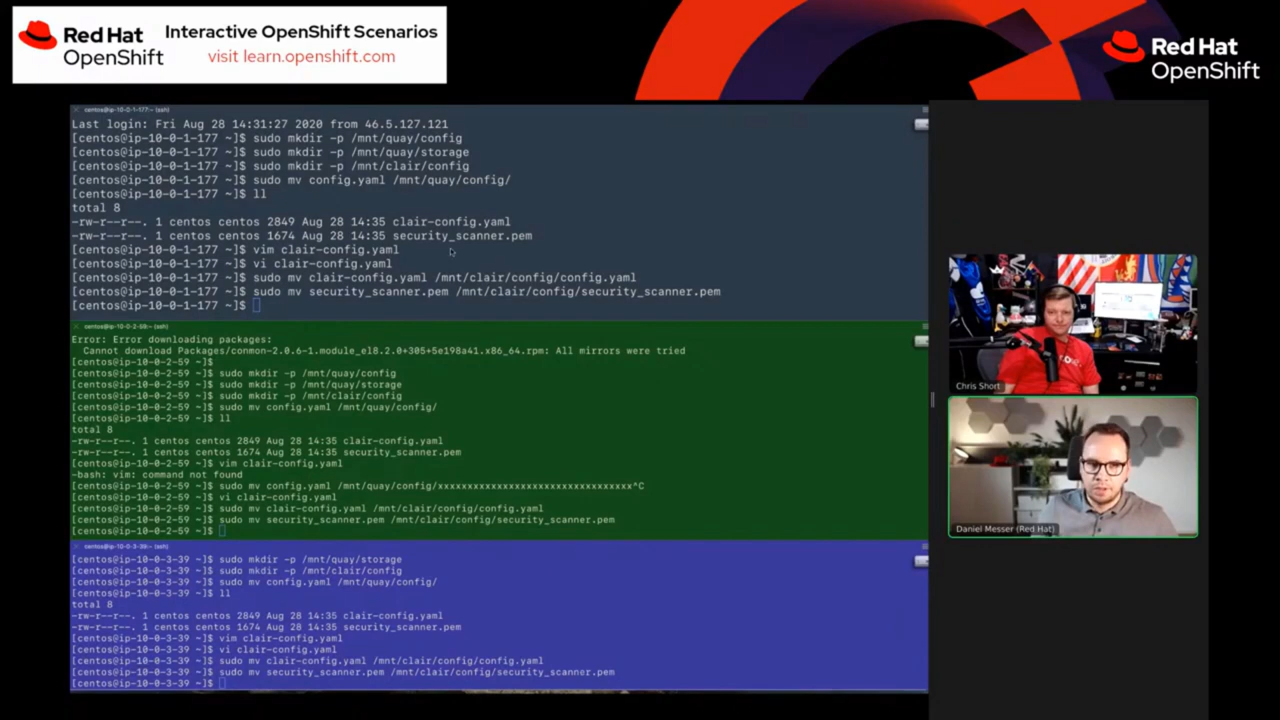 Red Hat
OpenShift
Interactive OpenShift Scenarios
visit learn.openshift.com
Red Hat
OpenShift
centos@ip-10-0-1-177:~ (ssh)
Last login: Fri Aug 28 14:31:27 2020 from 46.5.127.121
[centos@ip-10-0-1-177 ~]$ sudo mkdir -p /mnt/quay/config
[centos@ip-10-0-1-177 ~]$ sudo mkdir -p /mnt/quay/storage
[centos@ip-10-0-1-177 ~]$ sudo mkdir -p /mnt/clair/config
[centos@ip-10-0-1-177 ~]$ sudo mv config.yaml /mnt/quay/config/
[centos@ip-10-0-1-177 ~]$ ll
total 8
-rw-r--r--. 1 centos centos 2849 Aug 28 14:35 clair-config.yaml
-rw-r--r--. 1 centos centos 1674 Aug 28 14:35 security_scanner.pem
[centos@ip-10-0-1-177 ~]$ vim clair-config.yaml
[centos@ip-10-0-1-177 ~]$ vi clair-config.yaml
[centos@ip-10-0-1-177 ~]$ sudo mv clair-config.yaml /mnt/clair/config/config.yaml
[centos@ip-10-0-1-177 ~]$ sudo mv security_scanner.pem /mnt/clair/config/security_scanner.pem
[centos@ip-10-0-1-177 ~]$
centos@ip-10-0-2-59:~ (ssh)
Error: Error downloading packages:
Cannot download Packages/conmon-2.0.6-1.module_el8.2.0+305+5e198a41.x86_64.rpm: All mirrors were tried
[centos@ip-10-0-2-59 ~]$
[centos@ip-10-0-2-59 ~]$ sudo mkdir -p /mnt/quay/config
[centos@ip-10-0-2-59 ~]$ sudo mkdir -p /mnt/quay/storage
[centos@ip-10-0-2-59 ~]$ sudo mkdir -p /mnt/clair/config
[centos@ip-10-0-2-59 ~]$ sudo mv config.yaml /mnt/quay/config/
[centos@ip-10-0-2-59 ~]$ ll
total 8
-rw-r--r--. 1 centos centos 2849 Aug 28 14:35 clair-config.yaml
-rw-r--r--. 1 centos centos 1674 Aug 28 14:35 security_scanner.pem
[centos@ip-10-0-2-59 ~]$ vim clair-config.yaml
-bash: vim: command not found
[centos@ip-10-0-2-59 ~]$ sudo mv config.yaml /mnt/quay/config/xxxxxxxxxxxxxxxxxxxxxxxxxxxxxxxxx^C
[centos@ip-10-0-2-59 ~]$ vi clair-config.yaml
[centos@ip-10-0-2-59 ~]$ sudo mv clair-config.yaml /mnt/clair/config/config.yaml
[centos@ip-10-0-2-59 ~]$ sudo mv security_scanner.pem /mnt/clair/config/security_scanner.pem
[centos@ip-10-0-2-59 ~]$
centos@ip-10-0-3-39:~ (ssh)
[centos@ip-10-0-3-39 ~]$ sudo mkdir -p /mnt/quay/storage
[centos@ip-10-0-3-39 ~]$ sudo mkdir -p /mnt/clair/config
[centos@ip-10-0-3-39 ~]$ sudo mv config.yaml /mnt/quay/config/
[centos@ip-10-0-3-39 ~]$ ll
total 8
-rw-r--r--. 1 centos centos 2849 Aug 28 14:35 clair-config.yaml
-rw-r--r--. 1 centos centos 1674 Aug 28 14:35 security_scanner.pem
[centos@ip-10-0-3-39 ~]$ vim clair-config.yaml
[centos@ip-10-0-3-39 ~]$ vi clair-config.yaml
[centos@ip-10-0-3-39 ~]$ sudo mv clair-config.yaml /mnt/clair/config/config.yaml
[centos@ip-10-0-3-39 ~]$ sudo mv security_scanner.pem /mnt/clair/config/security_scanner.pem
[centos@ip-10-0-3-39 ~]$
Chris Short
Daniel Messer (Red Hat)